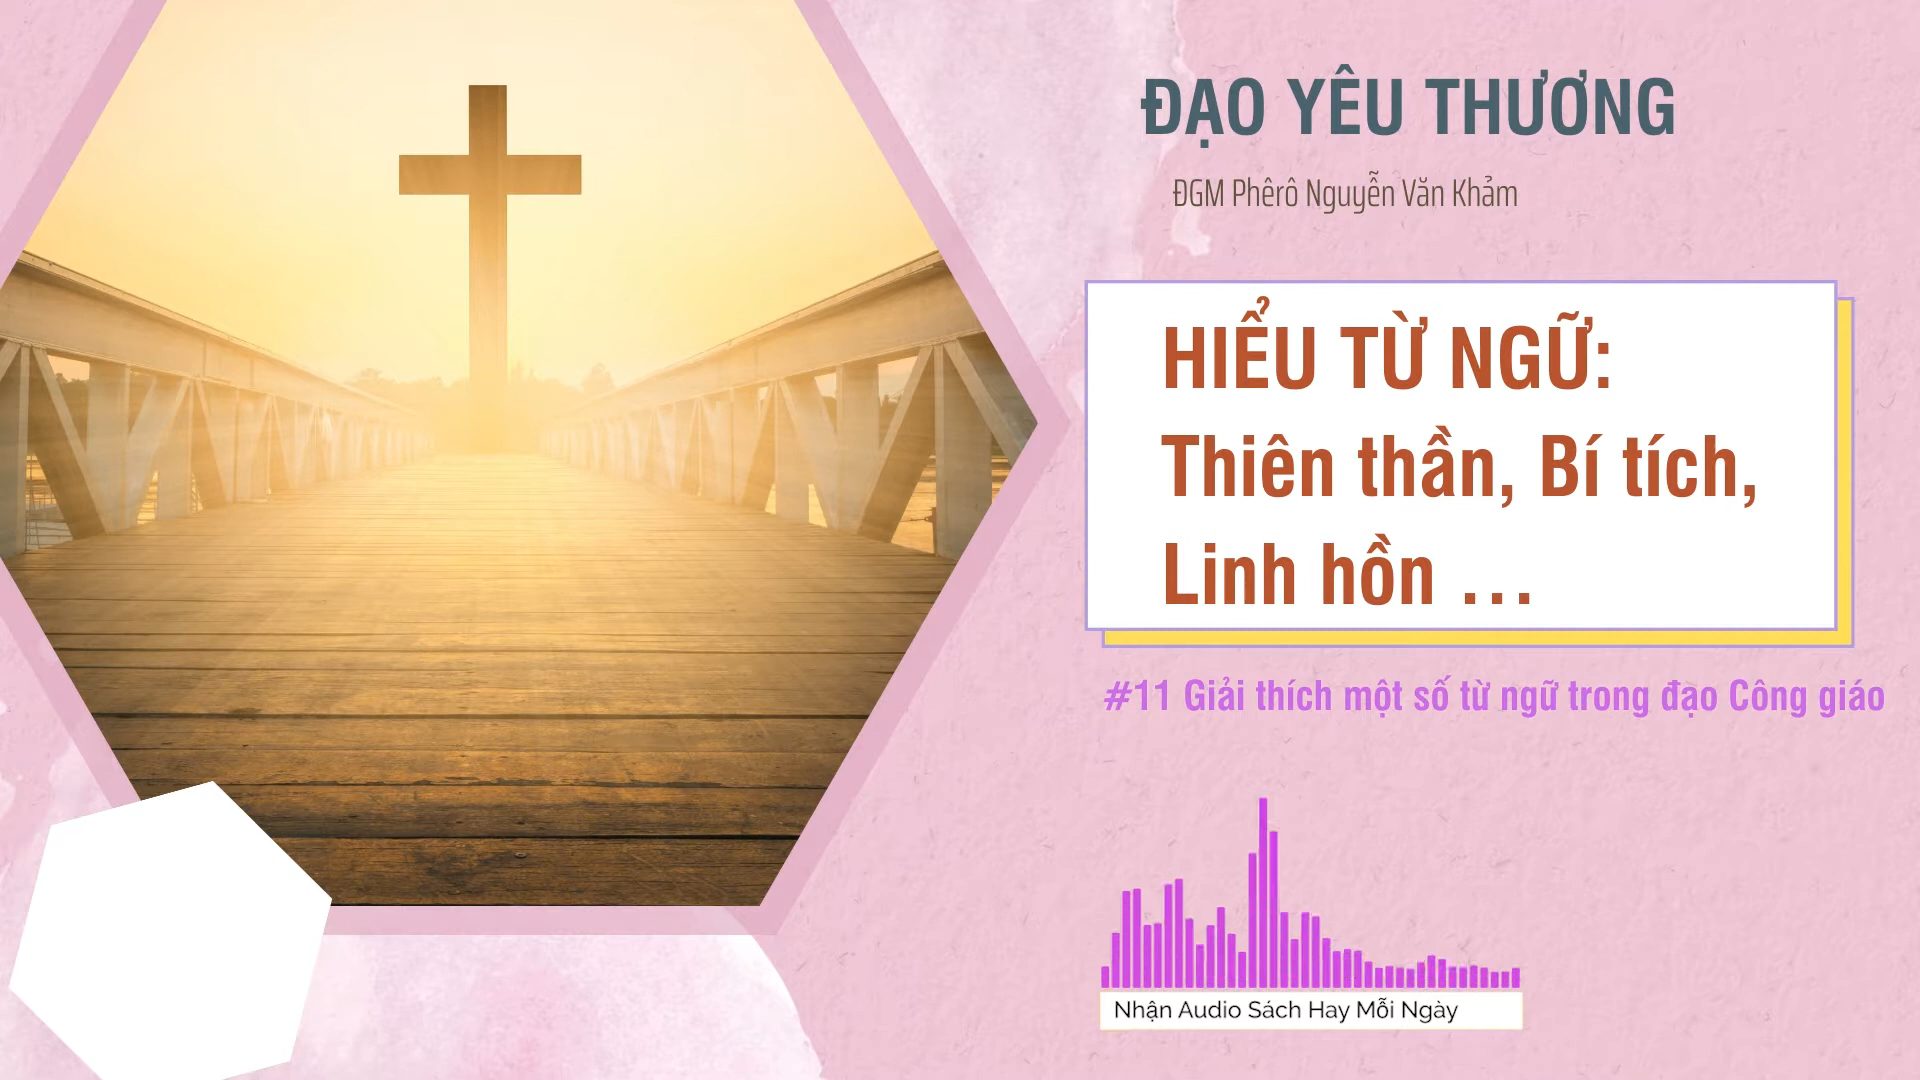 ĐẠO YÊU THƯƠNG
ĐGM Phêrô Nguyễn Văn Khảm
HIỂU TỪ NGỮ:
Thiên thần, Bí tích,
Linh hồn ...
#11 Giải thích một số từ ngữ trong đạo Công giáo
Nhận Audio Sách Hay Mỗi Ngày